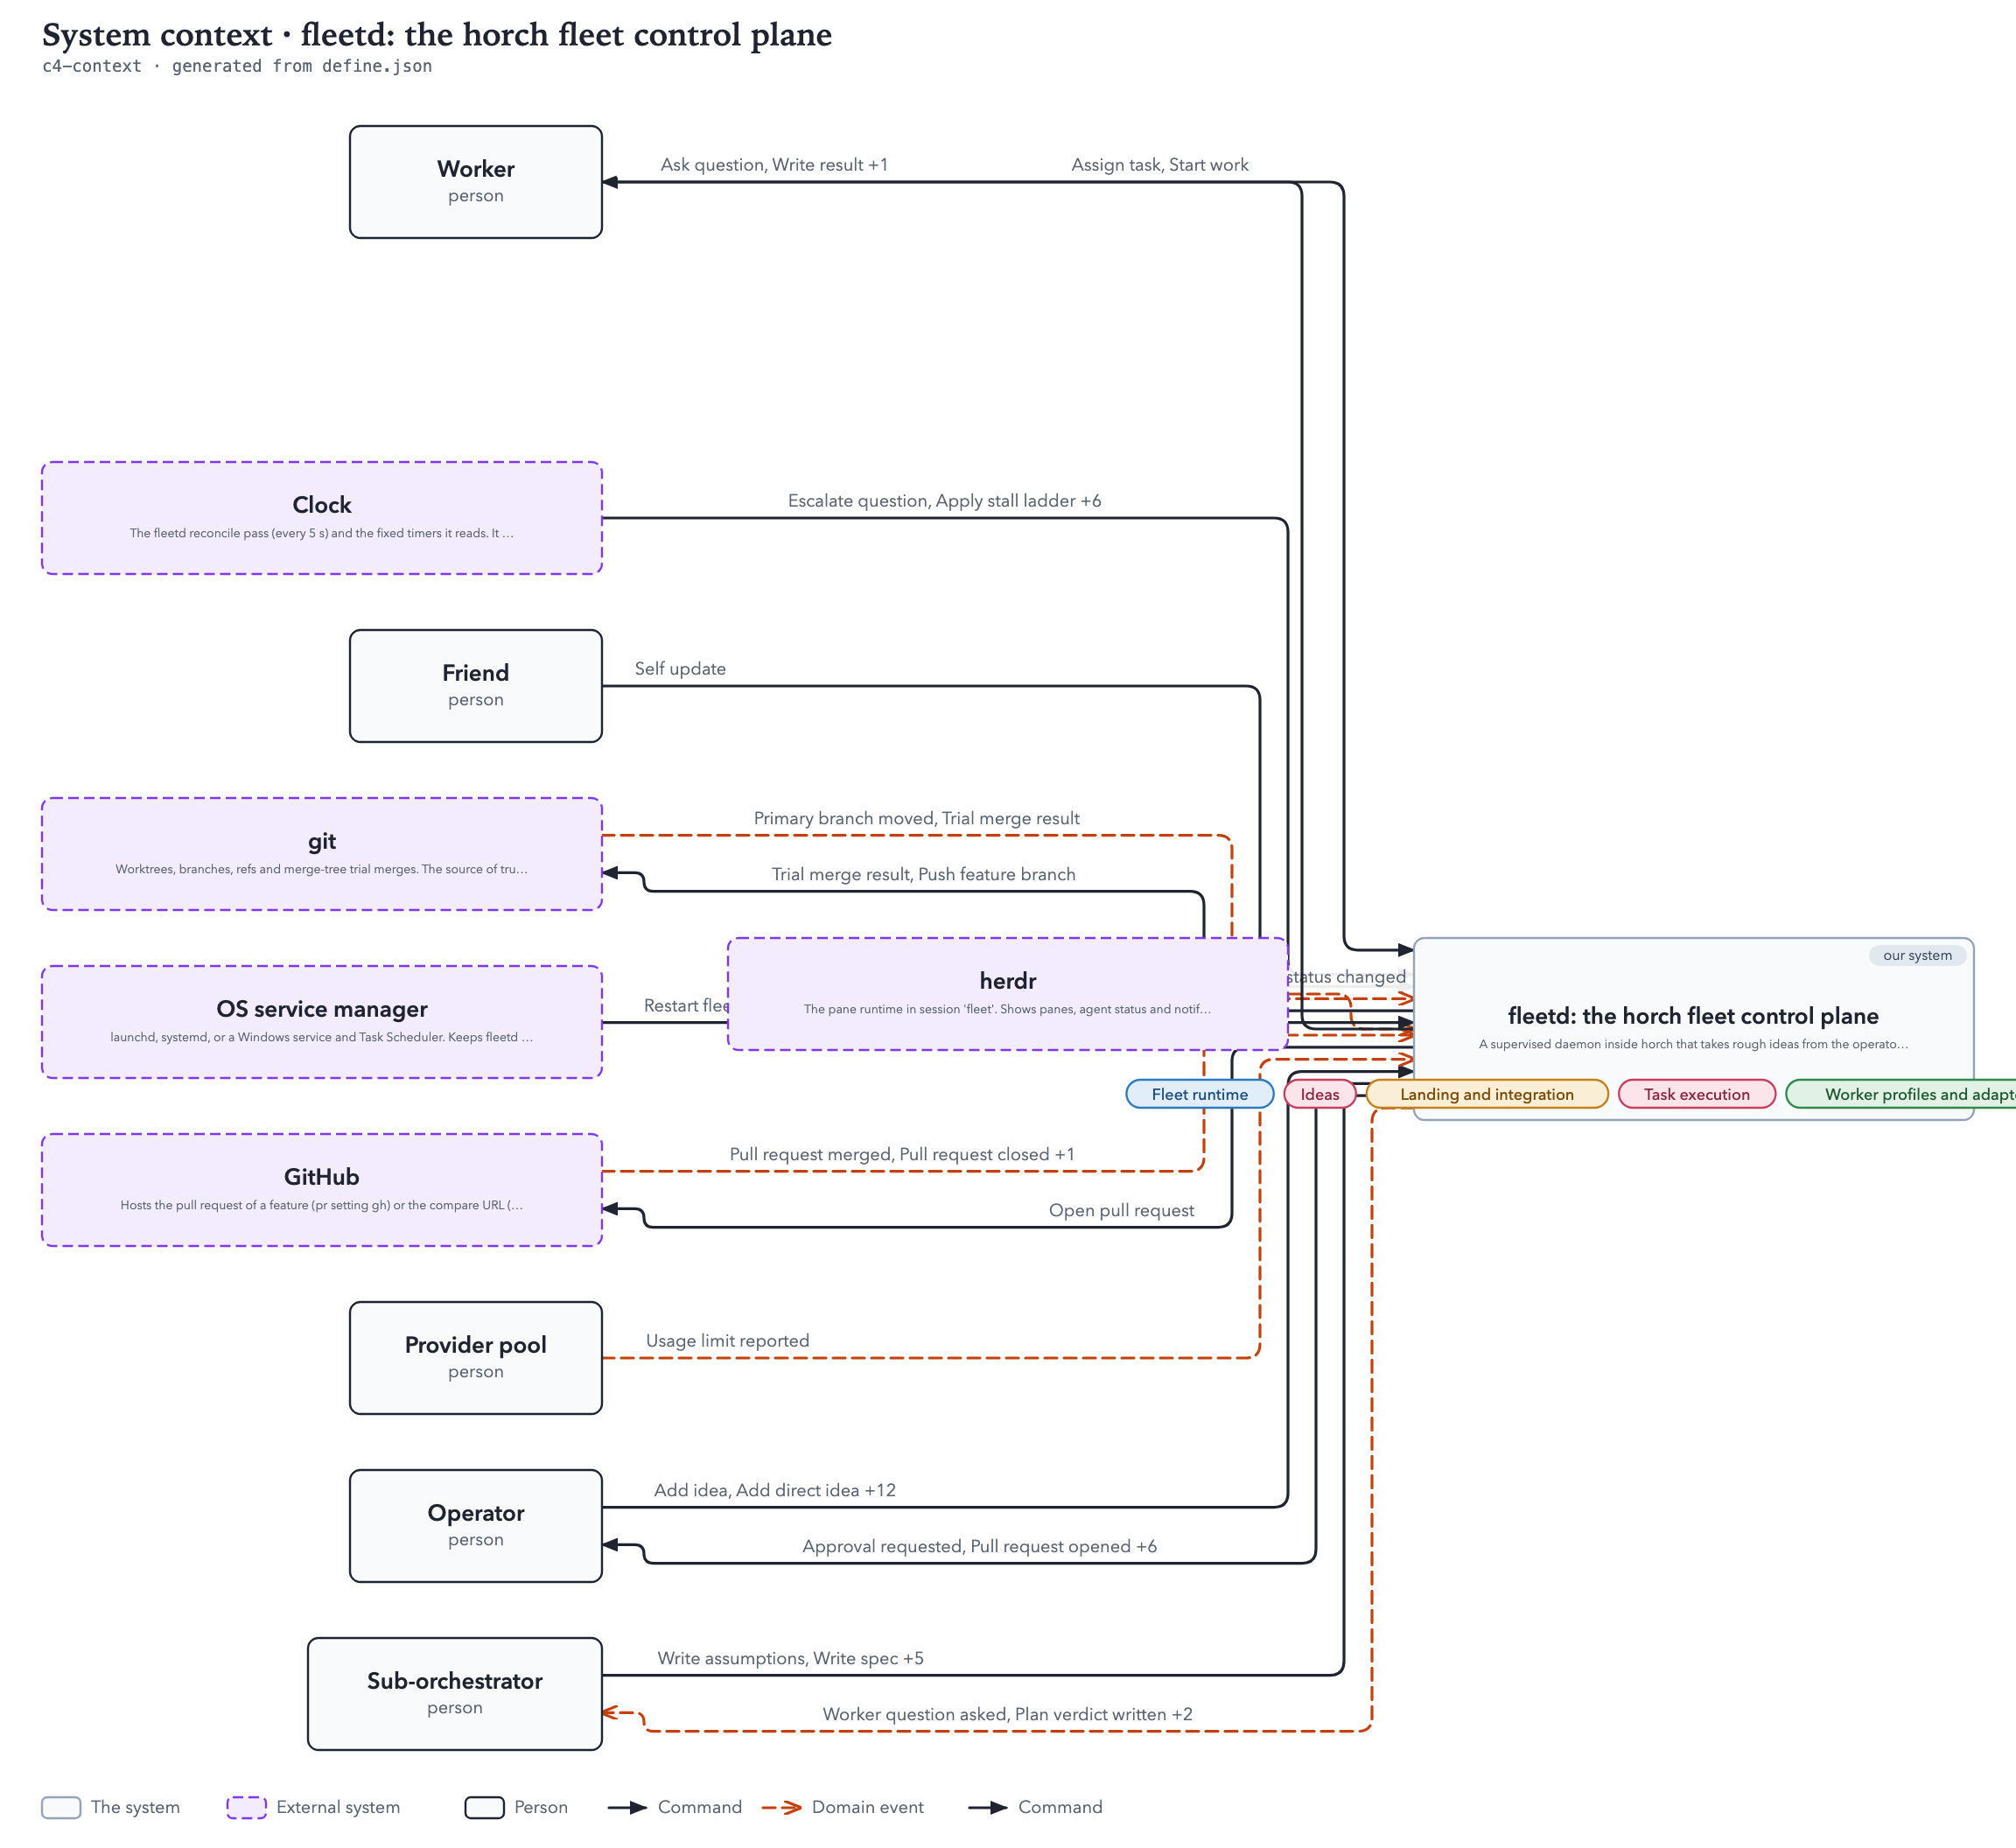 System context · fleetd: the horch fleet control plane
c4-context · generated from define.json
Worker
person
Ask question, Write result +1
Assign task, Start work
Clock
The fleetd reconcile pass (every 5 s) and the fixed timers it reads. It …
Escalate question, Apply stall ladder +6
Friend
person
Self update
git
Worktrees, branches, refs and merge-tree trial merges. The source of tru…
Primary branch moved, Trial merge result
Trial merge result, Push feature branch
OS service manager
launchd, systemd, or a Windows service and Task Scheduler. Keeps fleetd …
Restart
herdr
The pane runtime in session 'fleet'. Shows panes, agent status and notif…
status changed
our system
fleetd: the horch fleet control plane
A supervised daemon inside horch that takes rough ideas from the operato…
Fleet runtime
Ideas
Landing and integration
Task execution
Worker profiles and
GitHub
Hosts the pull request of a feature (pr setting gh) or the compare URL (…
Pull request merged, Pull request closed +1
Open pull request
Provider pool
person
Usage limit reported
Operator
person
Add idea, Add direct idea +12
Approval requested, Pull request opened +6
Sub-orchestrator
person
Write assumptions, Write spec +5
Worker question asked, Plan verdict written +2
The system
External system
Person
Command
Domain event
Command